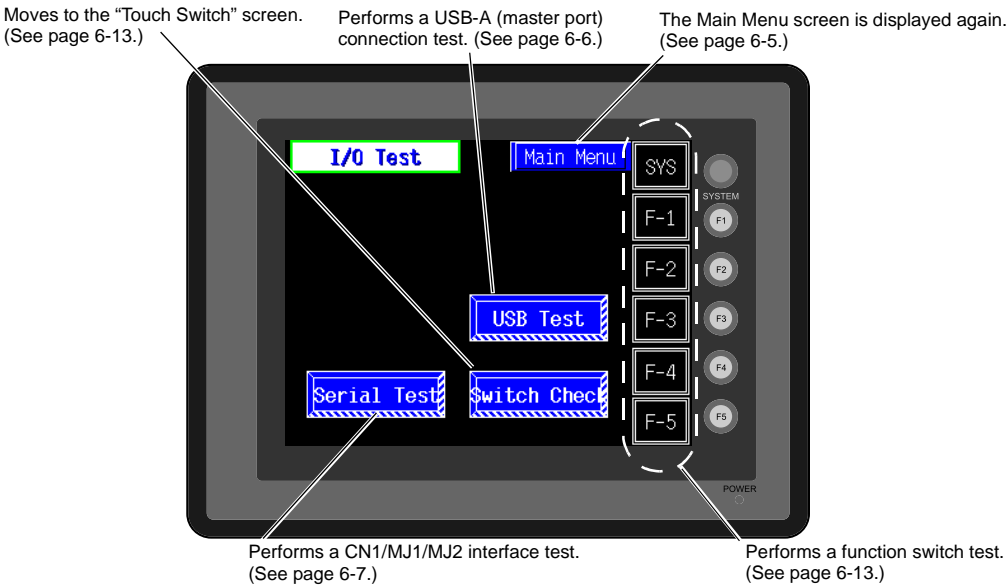 Moves to the “Touch Switch” screen.
(See page 6-13.)
Performs a USB-A (master port)
connection test. (See page 6-6.)
The Main Menu screen is displayed again.
(See page 6-5.)
I/O Test
Main Menu
SYS
SYSTEM
F-1
F1
F-2
F2
USB Test
F-3
F3
Serial Test
Switch Check
F-4
F4
F-5
F5
POWER
Performs a CN1/MJ1/MJ2 interface test.
(See page 6-7.)
Performs a function switch test.
(See page 6-13.)